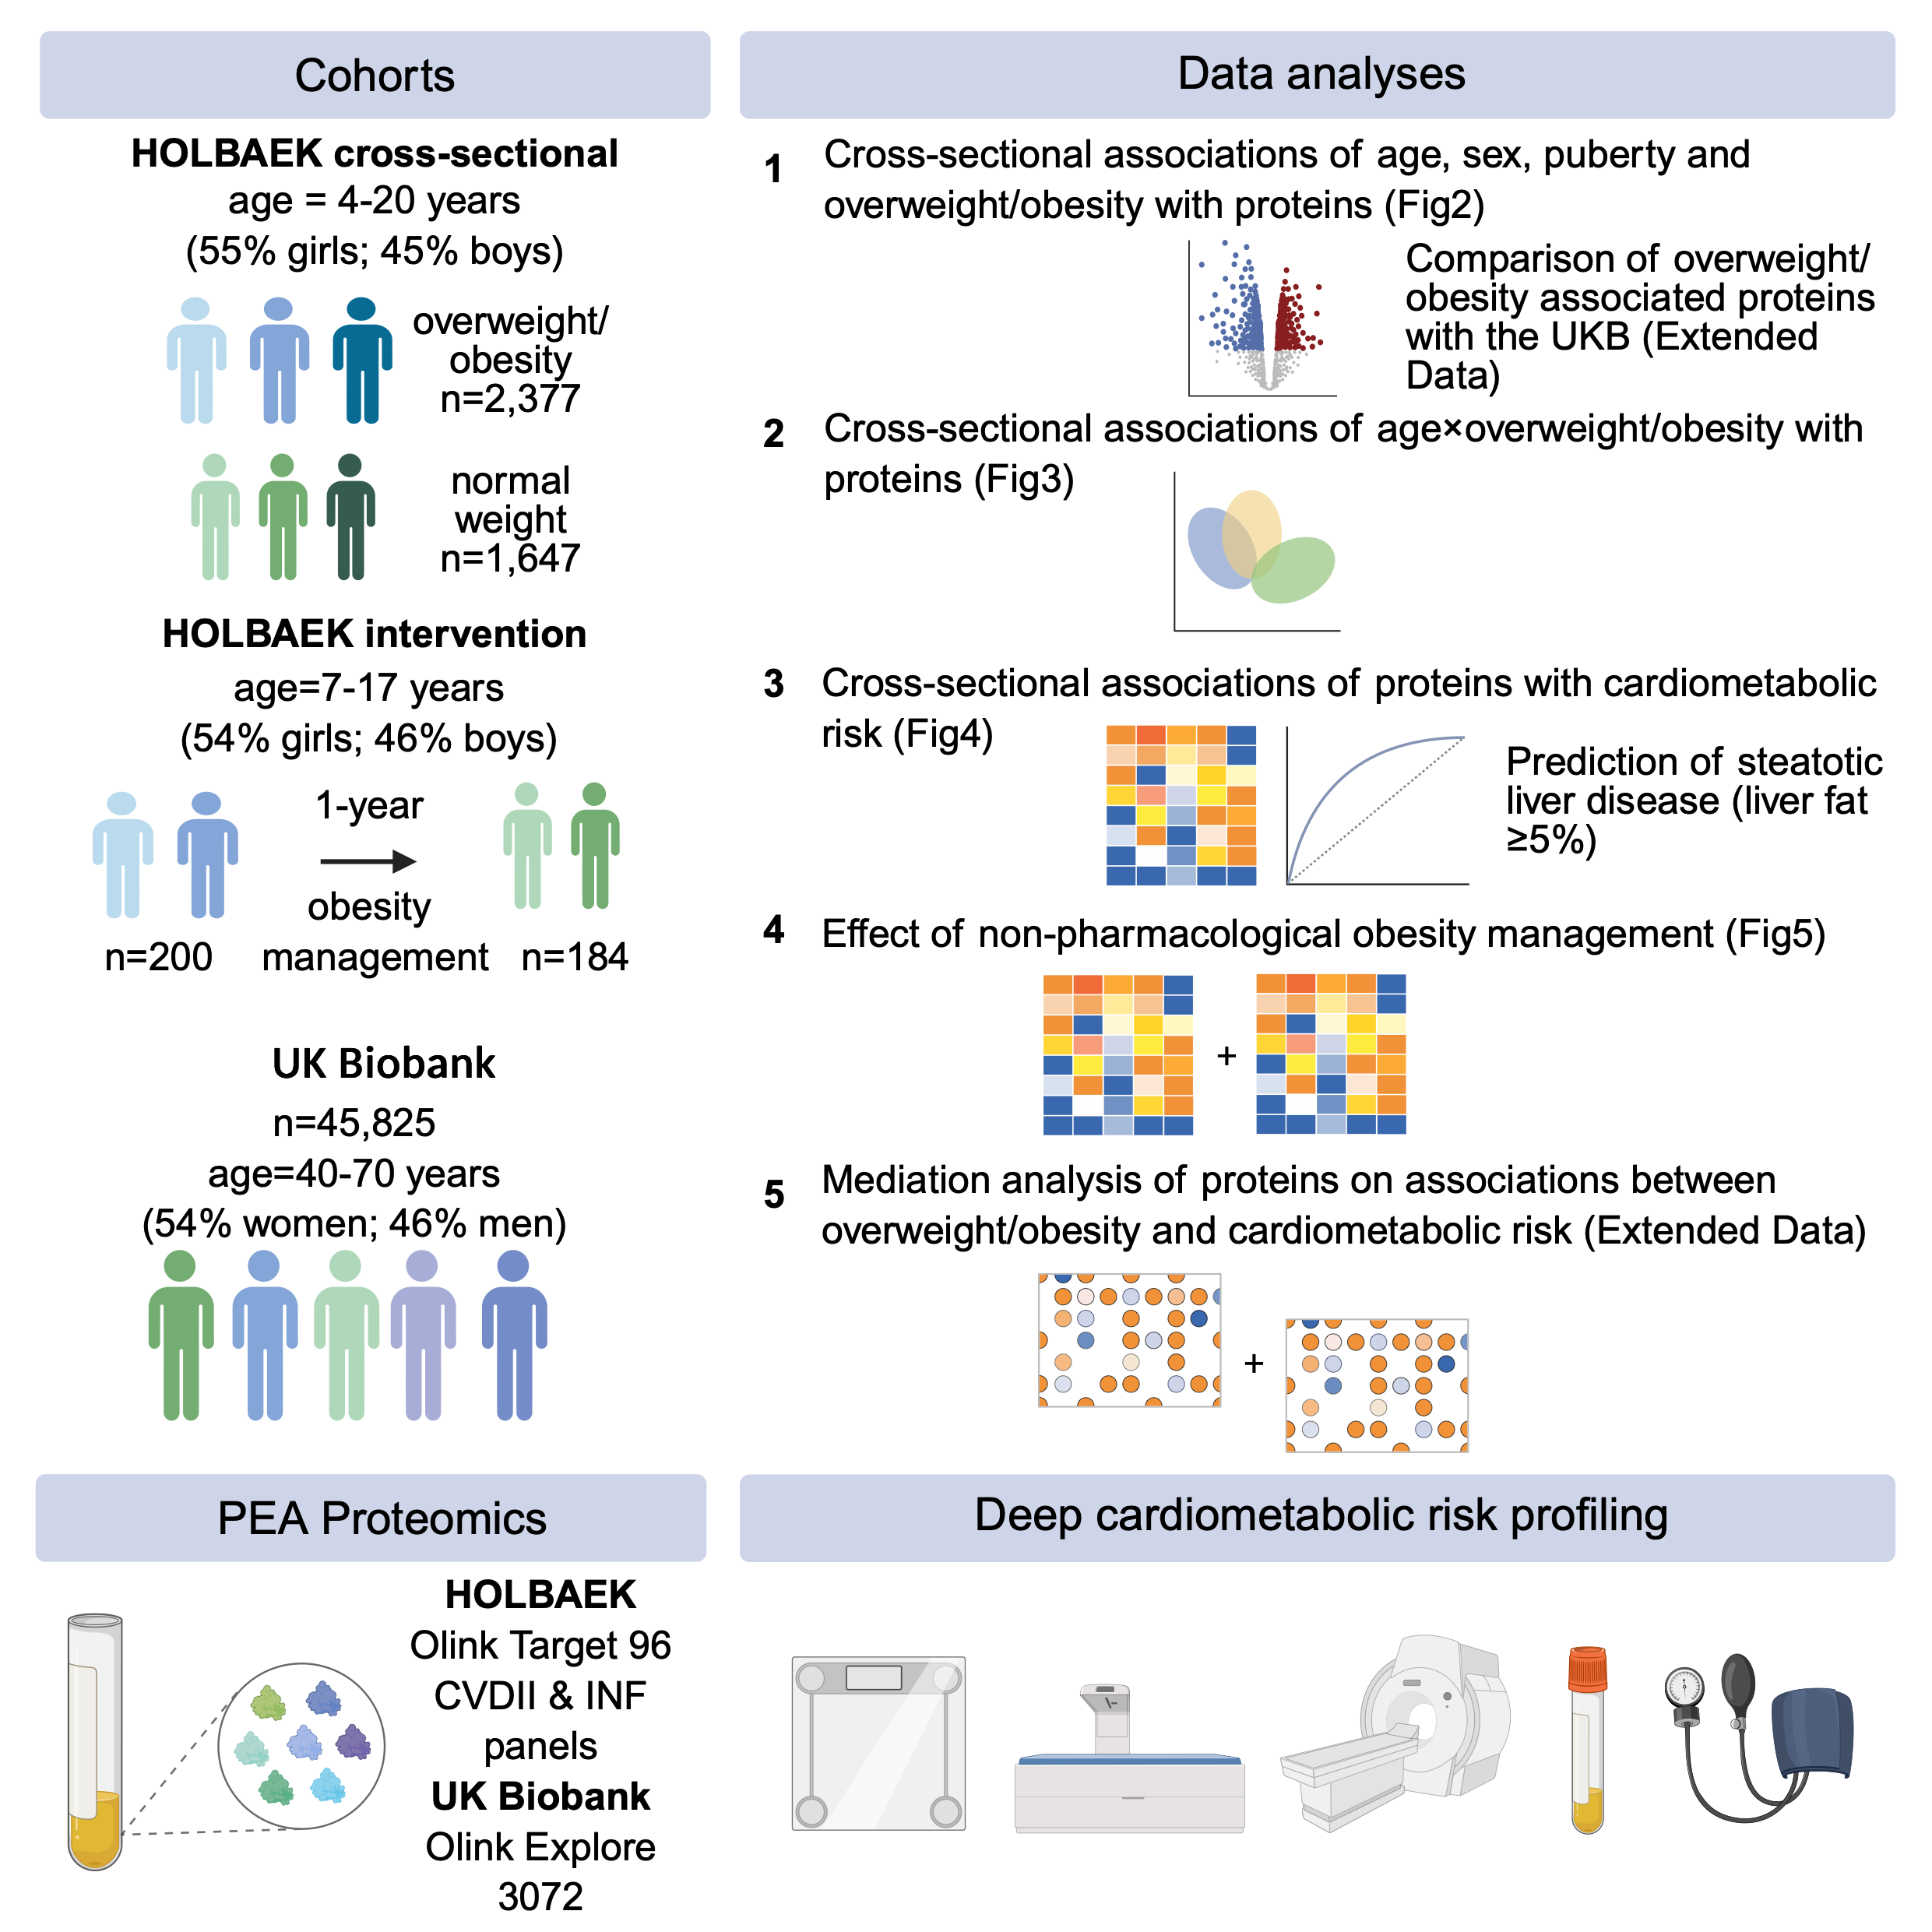 Cohorts
HOLBAEK cross-sectional
age = 4-20 years
(55% girls; 45% boys)
overweight/
obesity
n=2,377
normal
weight
n=1,647
HOLBAEK intervention
age=7-17 years
(54% girls; 46% boys)
1-year
obesity
management
n=200
n=184
UK Biobank
n=45,825
age=40-70 years
(54% women; 46% men)
Data analyses
1
Cross-sectional associations of age, sex, puberty and
overweight/obesity with proteins (Fig2)
Comparison of overweight/
obesity associated proteins
with the UKB (Extended
Data)
2
Cross-sectional associations of age×overweight/obesity with
proteins (Fig3)
3
Cross-sectional associations of proteins with cardiometabolic
risk (Fig4)
Prediction of steatotic
liver disease (liver fat
≥5%)
4
Effect of non-pharmacological obesity management (Fig5)
+
5
Mediation analysis of proteins on associations between
overweight/obesity and cardiometabolic risk (Extended Data)
+
PEA Proteomics
HOLBAEK
Olink Target 96
CVDII & INF
panels
UK Biobank
Olink Explore
3072
Deep cardiometabolic risk profiling